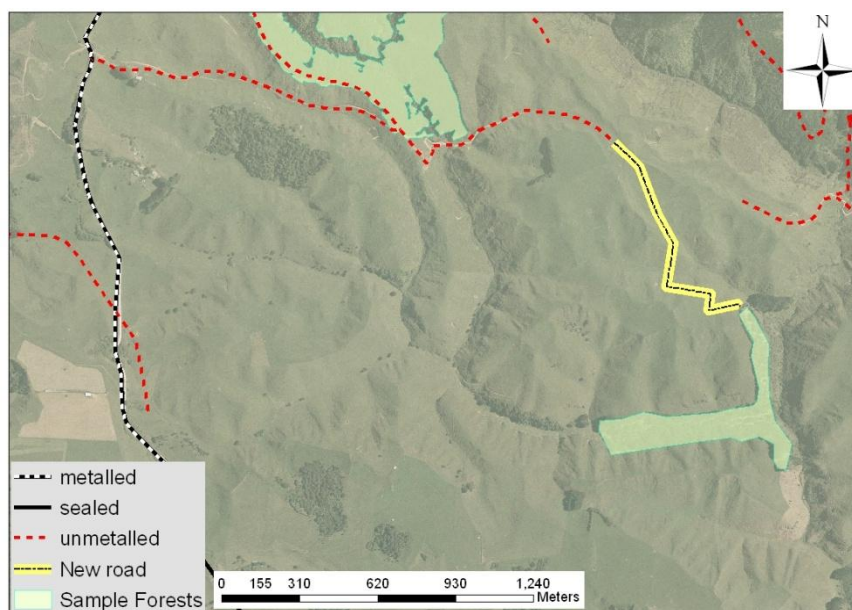 N
metalled
sealed
unmetalled
New road
Sample Forests
0 155 310 620 930 1,240
Meters